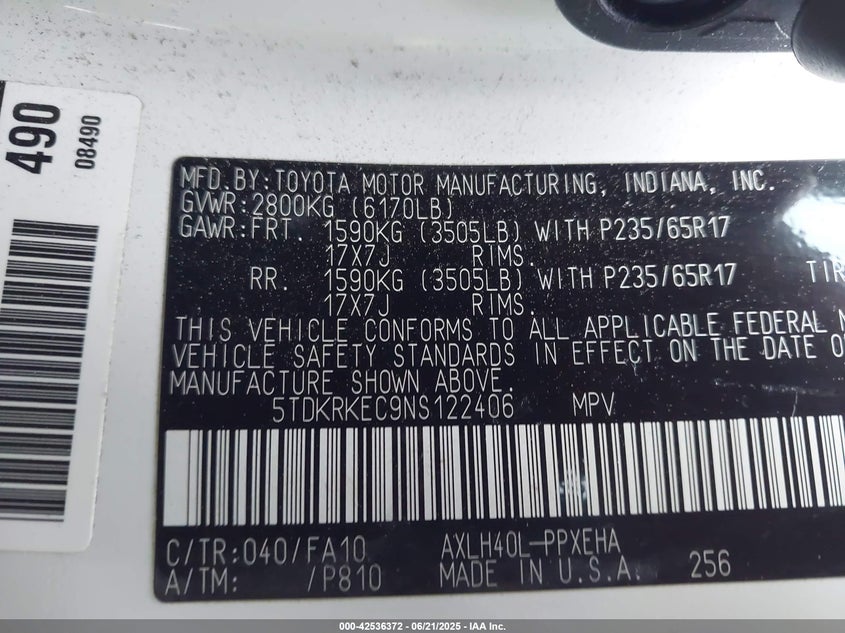 490
08490
MFD.BY:TOYOTA MOTOR MANUFACTURING, INDIANA, INC.
GVWR:2800KG (6170LB)
GAWR:FRT. 1590KG (3505LB) WITH P235/65R17
17X7J RIMS.
RR. 1590KG (3505LB) WITH P235/65R17 TIR
17X7J RIMS.
THIS VEHICLE CONFORMS TO ALL APPLICABLE FEDERAL M
VEHICLE SAFETY STANDARDS IN EFFECT ON THE DATE O
MANUFACTURE SHOWN ABOVE.
5TDKRKEC9NS122406 MPV
C/TR:040/FA10 AXLH40L-PPXEHA
A/TM: /P810 MADE IN U.S.A. 256
000-42536372 - 06/21/2025 - IAA Inc.